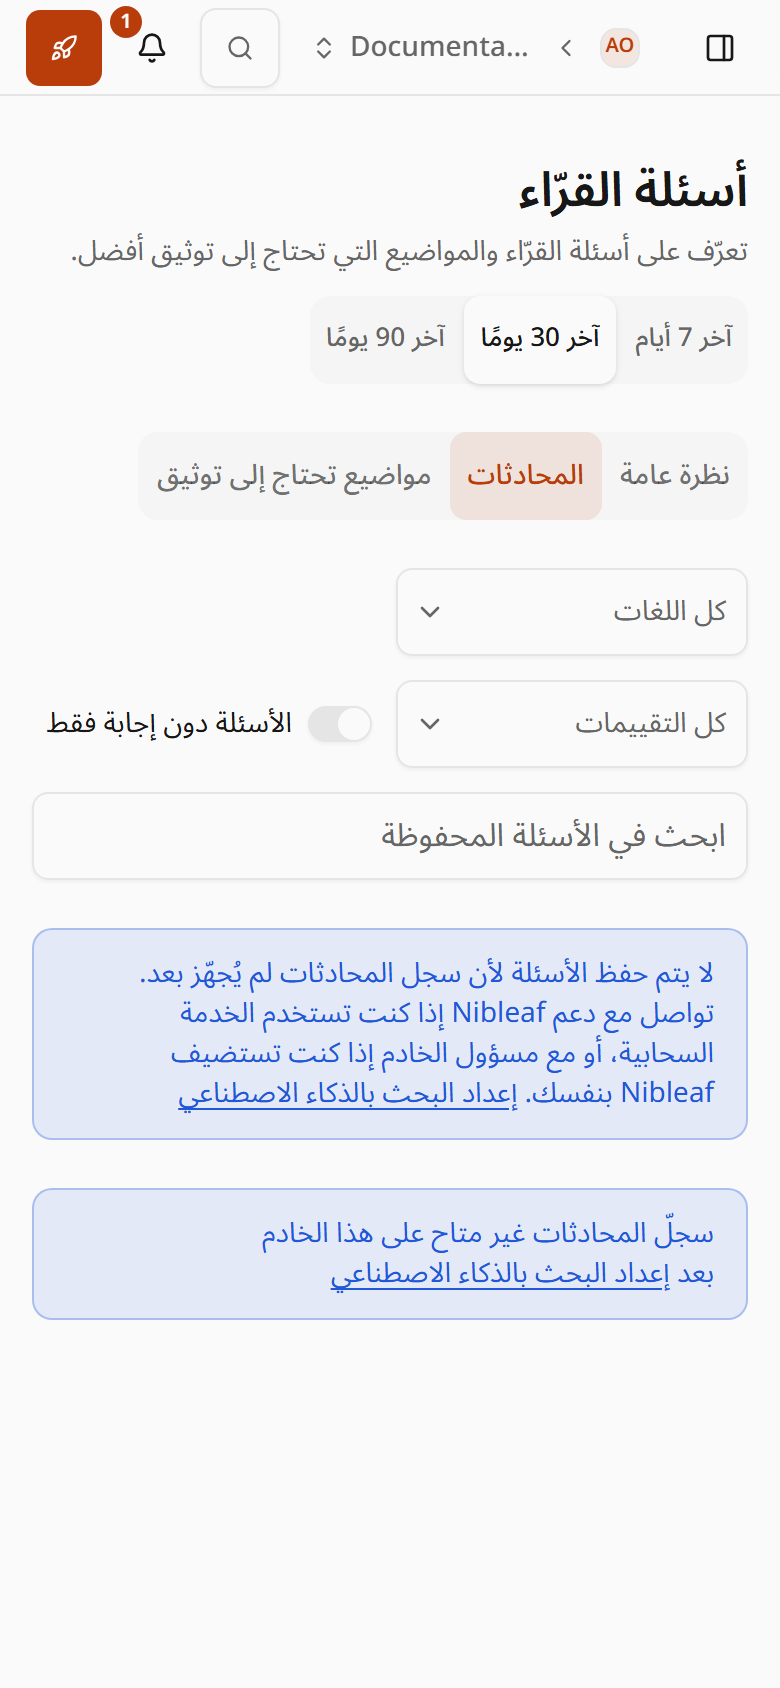 AO
Documenta...
1
أسئلة القرّاء
تعرّف على أسئلة القرّاء والمواضيع التي تحتاج إلى توثيق أفضل.
آخر 7 أيام
آخر 30 يومًا
آخر 90 يومًا
نظرة عامة
المحادثات
مواضيع تحتاج إلى توثيق
كل اللغات
كل التقييمات
الأسئلة دون إجابة فقط
ابحث في الأسئلة المحفوظة
لا يتم حفظ الأسئلة لأن سجل المحادثات لم يُجهّز بعد.
تواصل مع دعم Nibleaf إذا كنت تستخدم الخدمة
السحابية، أو مع مسؤول الخادم إذا كنت تستضيف
Nibleaf بنفسك. إعداد البحث بالذكاء الاصطناعي
سجلّ المحادثات غير متاح على هذا الخادم
بعد إعداد البحث بالذكاء الاصطناعي